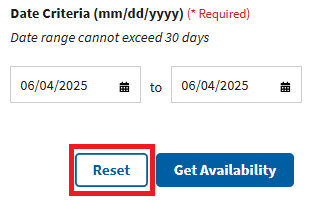 Date Criteria (mm/dd/yyyy) (* Required)
Date range cannot exceed 30 days
06/04/2025 to 06/04/2025
Reset Get Availability